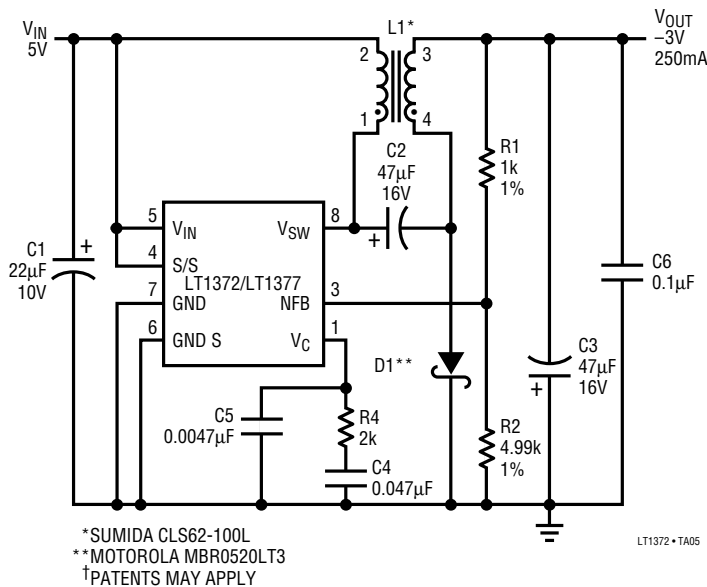 VIN
5V
L1*
VOUT
–3V
250mA
2
3
1
4
C2
47µF
16V
R1
1k
1%
C1
22µF
10V
+
5
VIN
VSW
8
+
4
S/S
LT1372/LT1377
7
GND
NFB
3
6
GND S
VC
1
C6
0.1µF
D1**
C3
47µF
16V
+
C5
0.0047µF
R4
2k
R2
4.99k
1%
C4
0.047µF
*SUMIDA CLS62-100L
**MOTOROLA MBR0520LT3
†PATENTS MAY APPLY
LT1372 • TA05